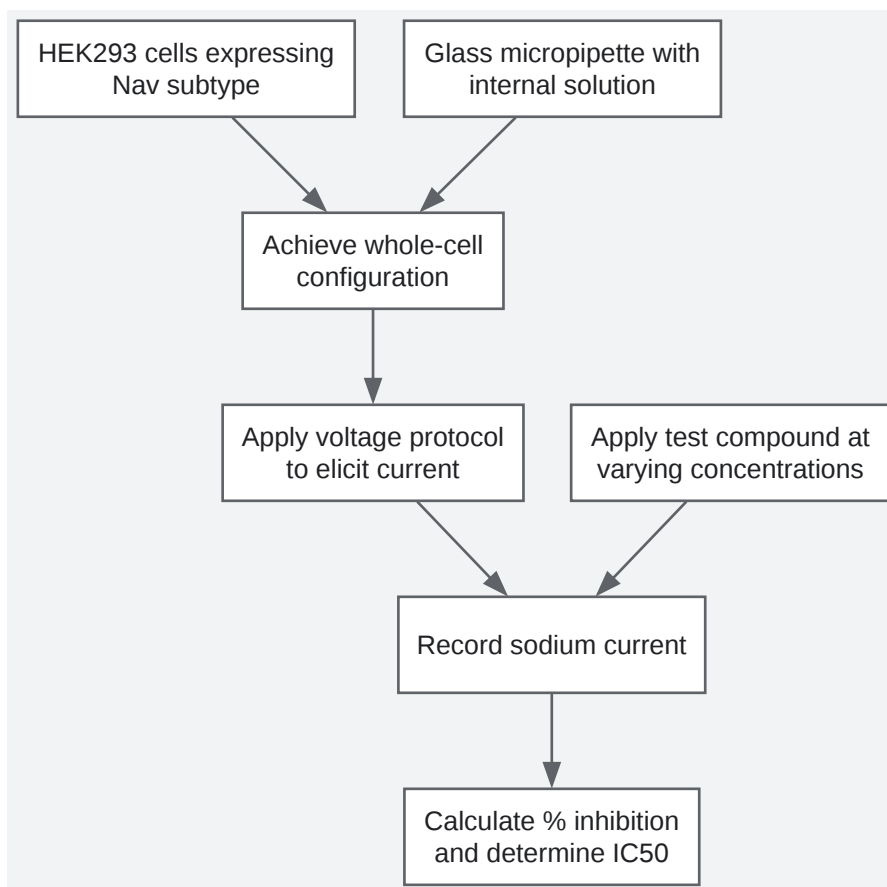 HEK293 cells expressing
Nav subtype
Glass micropipette with
internal solution
Achieve whole-cell
configuration
Apply voltage protocol
to elicit current
Apply test compound at
varying concentrations
Record sodium current
Calculate % inhibition
and determine IC50